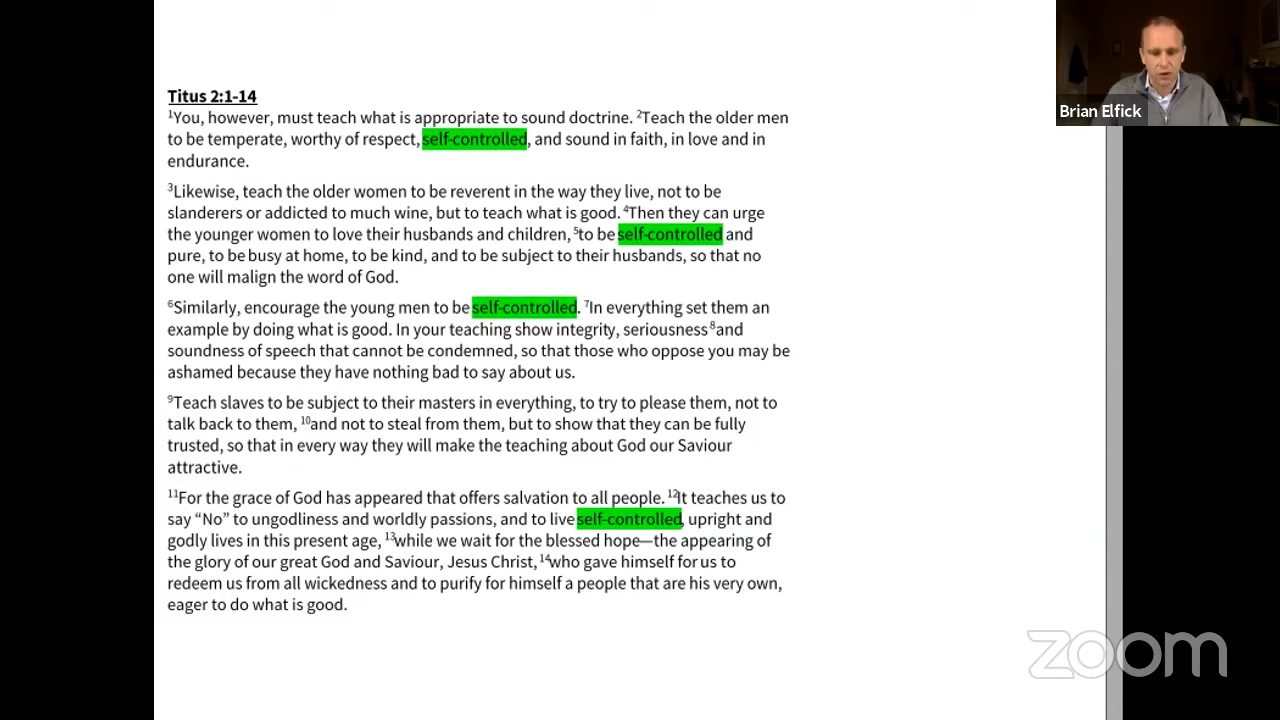 Titus 2:1-14
¹You, however, must teach what is appropriate to sound doctrine. ²Teach the older men
to be temperate, worthy of respect, self-controlled, and sound in faith, in love and in
endurance.
³Likewise, teach the older women to be reverent in the way they live, not to be
slanderers or addicted to much wine, but to teach what is good. ⁴Then they can urge
the younger women to love their husbands and children, ⁵to be self-controlled and
pure, to be busy at home, to be kind, and to be subject to their husbands, so that no
one will malign the word of God.
⁶Similarly, encourage the young men to be self-controlled. ⁷In everything set them an
example by doing what is good. In your teaching show integrity, seriousness ⁸and
soundness of speech that cannot be condemned, so that those who oppose you may be
ashamed because they have nothing bad to say about us.
⁹Teach slaves to be subject to their masters in everything, to try to please them, not to
talk back to them, ¹⁰and not to steal from them, but to show that they can be fully
trusted, so that in every way they will make the teaching about God our Saviour
attractive.
¹¹For the grace of God has appeared that offers salvation to all people. ¹²It teaches us to
say “No” to ungodliness and worldly passions, and to live self-controlled, upright and
godly lives in this present age, ¹³while we wait for the blessed hope—the appearing of
the glory of our great God and Saviour, Jesus Christ, ¹⁴who gave himself for us to
redeem us from all wickedness and to purify for himself a people that are his very own,
eager to do what is good.
Brian Elfick
zoom